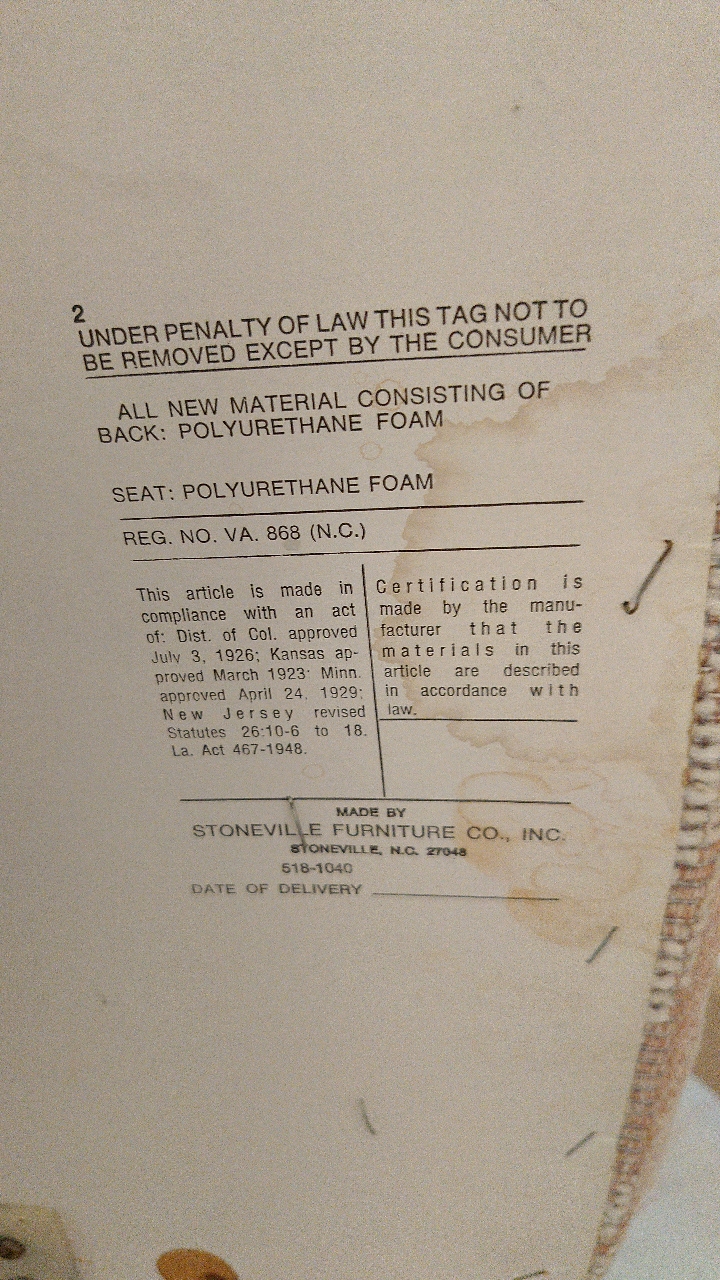 2
UNDER PENALTY OF LAW THIS TAG NOT TO
BE REMOVED EXCEPT BY THE CONSUMER
ALL NEW MATERIAL CONSISTING OF
BACK: POLYURETHANE FOAM
SEAT: POLYURETHANE FOAM
REG. NO. VA. 868 (N.C.)
This article is made in
compliance with an act
of: Dist. of Col. approved
July 3, 1926; Kansas ap-
proved March 1923; Minn.
approved April 24, 1929;
New Jersey revised
Statutes 26:10-6 to 18.
La. Act 467-1948.
Certification is
made by the manu-
facturer that the
materials in this
article are described
in accordance with
law.
MADE BY
STONEVILLE FURNITURE CO., INC.
STONEVILLE, N.C. 27048
518-1040
DATE OF DELIVERY